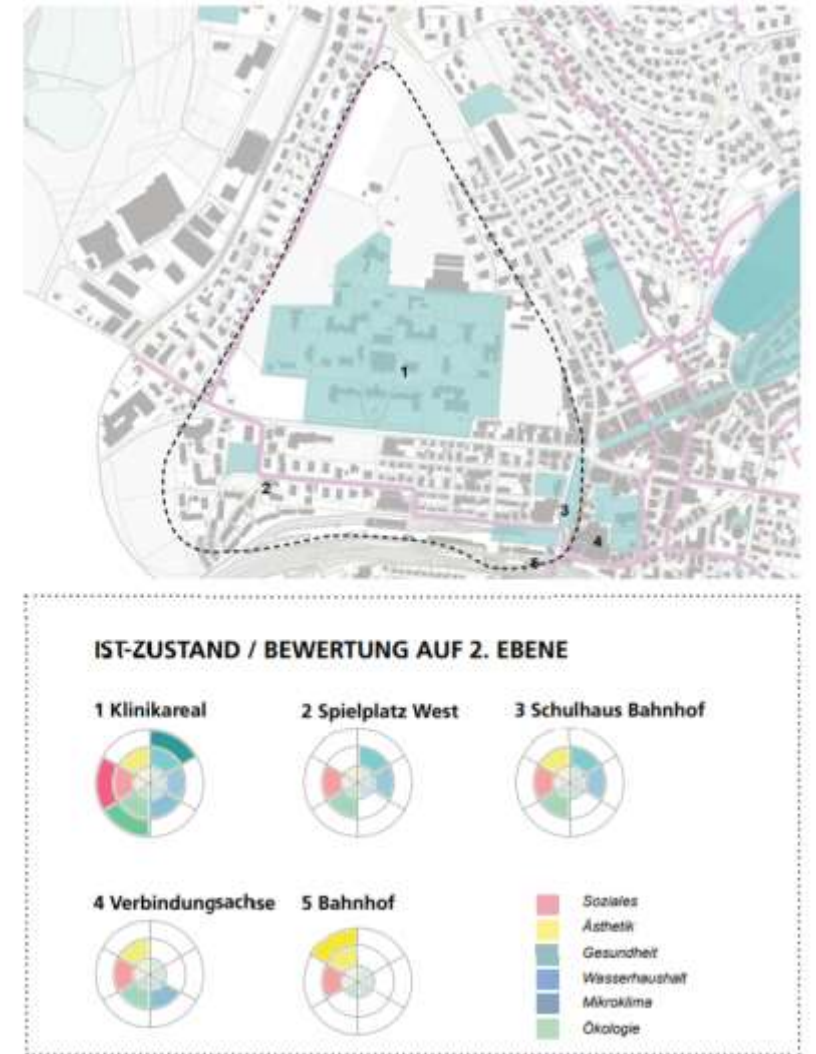 1
2
3
4
5
IST-ZUSTAND / BEWERTUNG AUF 2. EBENE
1 Klinikareal
2 Spielplatz West
3 Schulhaus Bahnhof
4 Verbindungsachse
5 Bahnhof
Soziales
Ästhetik
Gesundheit
Wasserhaushalt
Mikroklima
Ökologie